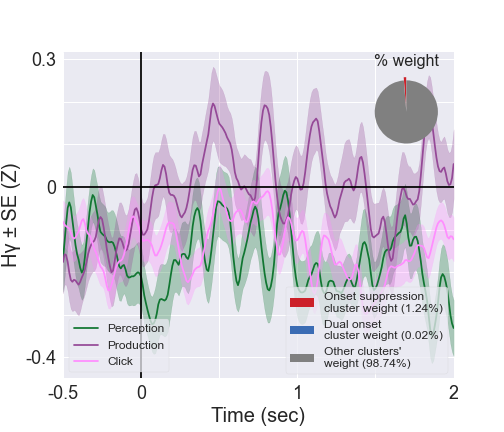 % weight
0.3
0
-0.4
Hγ ± SE (Z)
Perception
Production
Click
Onset suppression
cluster weight (1.24%)
Dual onset
cluster weight (0.02%)
Other clusters'
weight (98.74%)
-0.5
0
1
2
Time (sec)